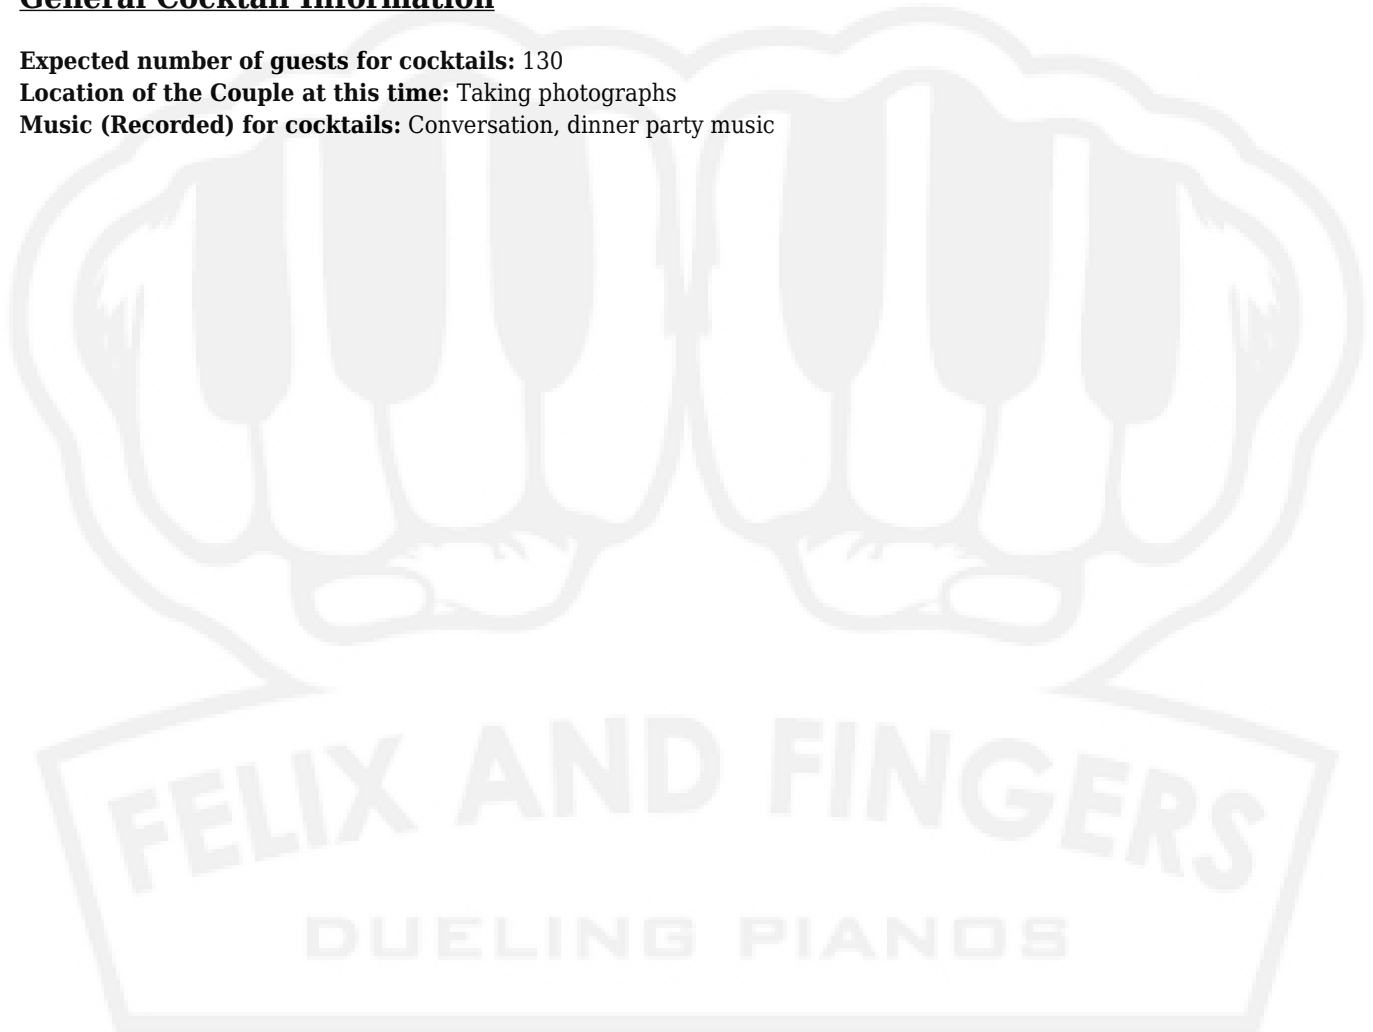 General Cocktail Information
Expected number of guests for cocktails: 130
Location of the Couple at this time: Taking photographs
Music (Recorded) for cocktails: Conversation, dinner party music
FELIX AND FINGERS
DUELING PIANOS